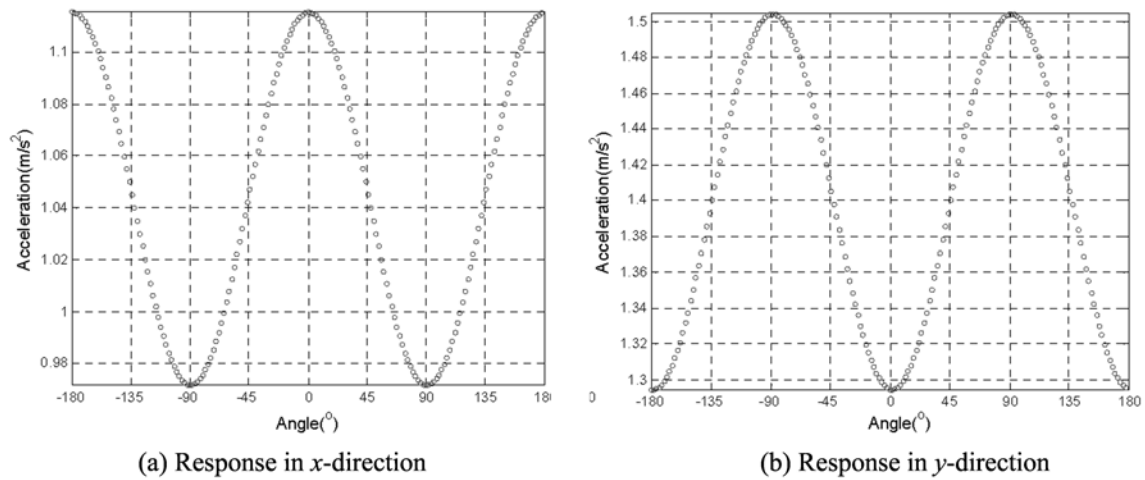 1.1
1.08
1.06
1.04
1.02
1
0.98
Acceleration(m/s²)
-180 -135 -90 -45 0 45 90 135 18
Angle(⁰)
(a) Response in x-direction
1.5
1.48
1.46
1.44
1.42
1.4
1.38
1.36
1.34
1.32
1.3
Acceleration(m/s²)
0
-180 -135 -90 -45 0 45 90 135 180
Angle(⁰)
(b) Response in y-direction